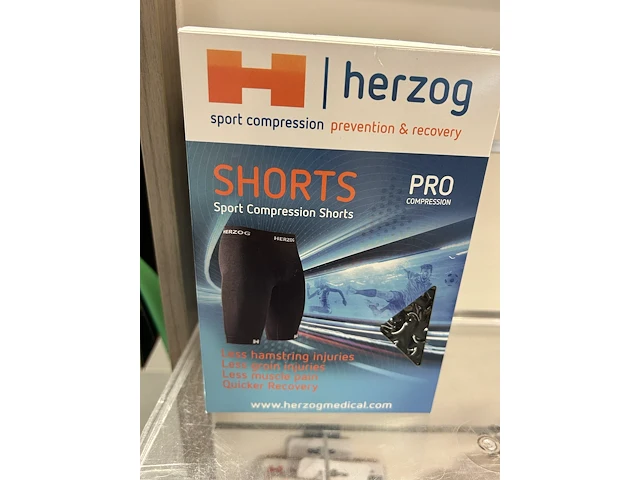 H | herzog
sport compression prevention & recovery
SHORTS
PRO
COMPRESSION
Sport Compression Shorts
HERZOG HERZOG
H
Less hamstring injuries
Less groin injuries
Less muscle pain
Quicker Recovery
www.herzogmedical.com